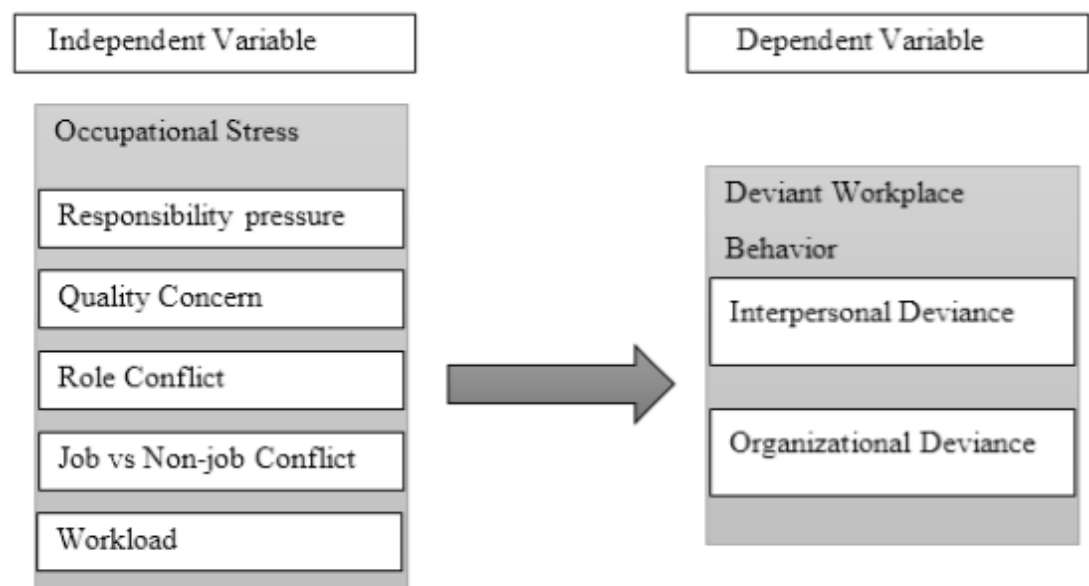 Independent Variable
Dependent Variable
Occupational Stress
Responsibility pressure
Quality Concern
Role Conflict
Job vs Non-job Conflict
Workload
Deviant Workplace
Behavior
Interpersonal Deviance
Organizational Deviance